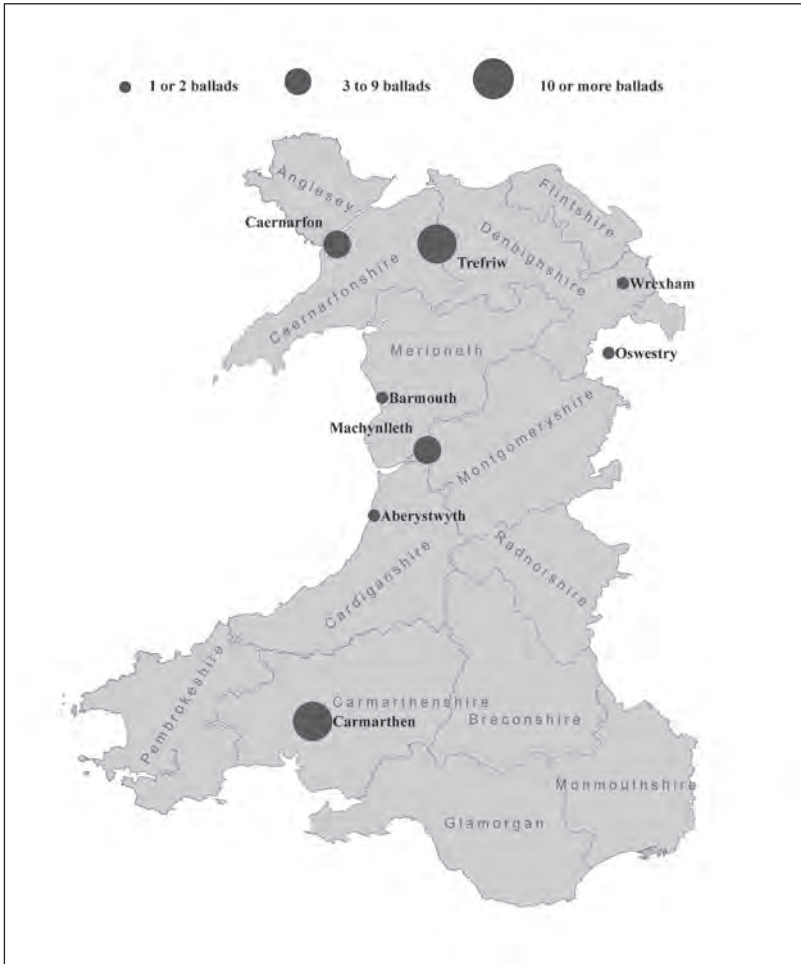 1 or 2 ballads
3 to 9 ballads
10 or more ballads
Anglesey
Flintshire
Caernarfon
Denbighshire
Trefriw
Caernarfonshire
Wrexham
Merioneth
Oswestry
Barmouth
Machynlleth
Montgomeryshire
Aberystwyth
Radnorshire
Cardiganshire
Pembrokeshire
Carmarthenshire
Carmarthen
Breconshire
Monmouthshire
Glamorgan